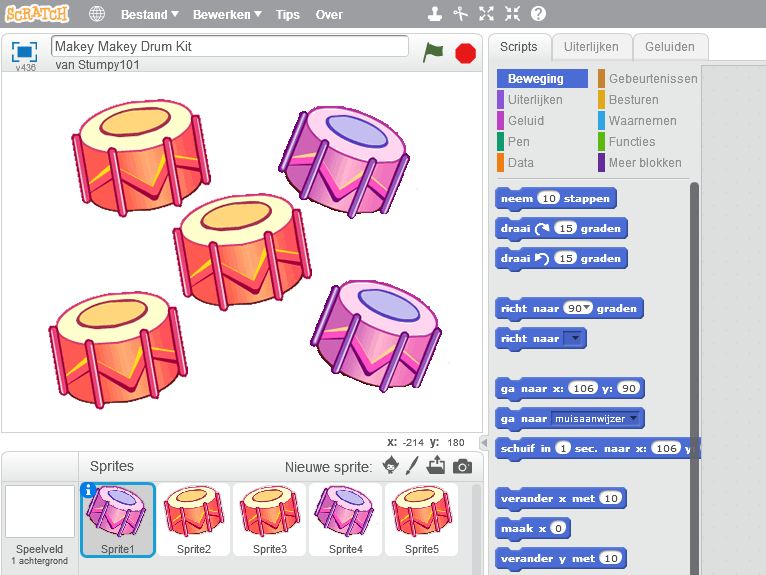 SCRATCH Bestand▼ Bewerken▼ Tips Over
Makey Makey Drum Kit
van Stumpy101
v436
Scripts Uiterlijken Geluiden
Beweging Gebeurtenissen
Uiterlijken Besturen
Geluid Waarnemen
Pen Functies
Data Meer blokken
neem 10 stappen
draai 15 graden
draai 15 graden
richt naar 90▼ graden
richt naar
ga naar x: 106 y: 90
ga naar muisaanwijzer
schuif in 1 sec. naar x: 106 y:
verander x met 10
maak x 0
verander y met 10
x: -214 y: 180
Sprites Nieuwe sprite:
Speelveld
1 achtergrond
Sprite1 Sprite2 Sprite3 Sprite4 Sprite5